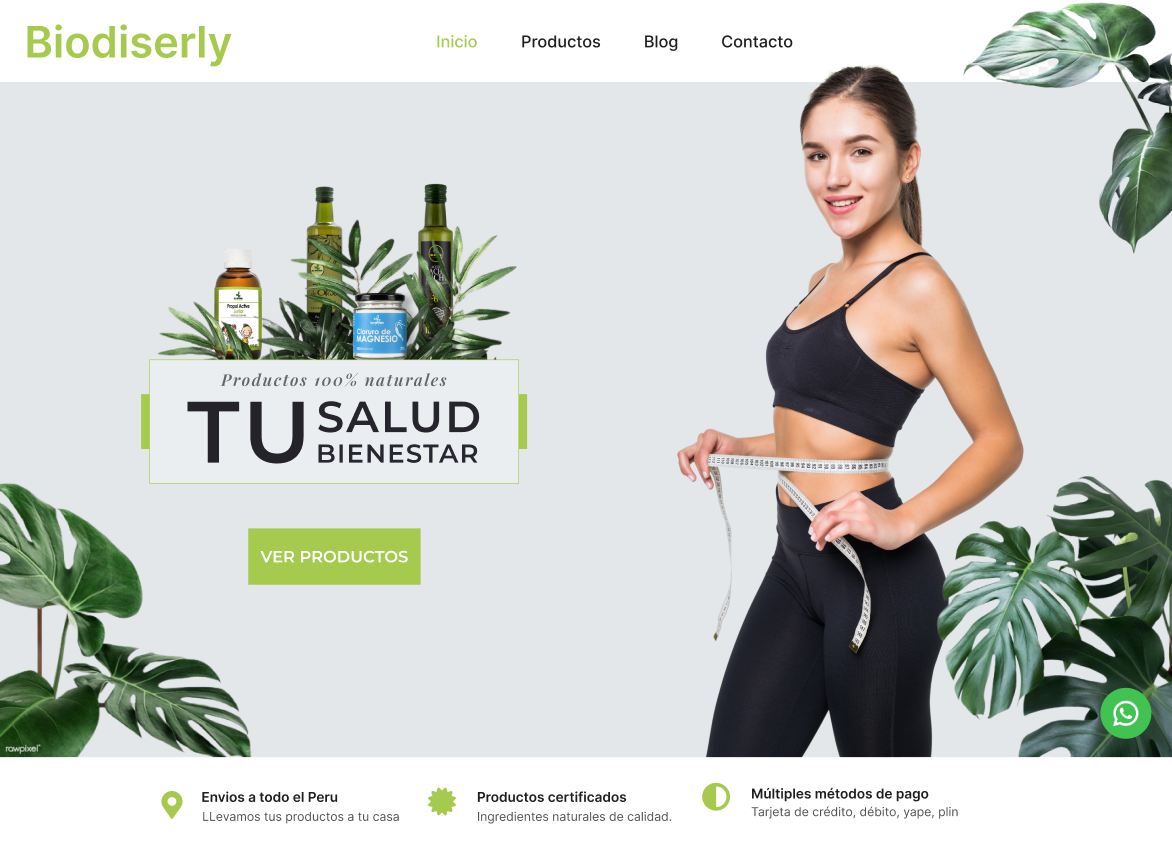 Biodiserly
Inicio
Productos
Blog
Contacto
Propol Activa
Junior
Cloruro de
MAGNESIO
Productos 100% naturales
TU SALUD
BIENESTAR
VER PRODUCTOS
rawpixel
Envios a todo el Peru
LLevamos tus productos a tu casa
Productos certificados
Ingredientes naturales de calidad.
Múltiples métodos de pago
Tarjeta de crédito, débito, yape, plin